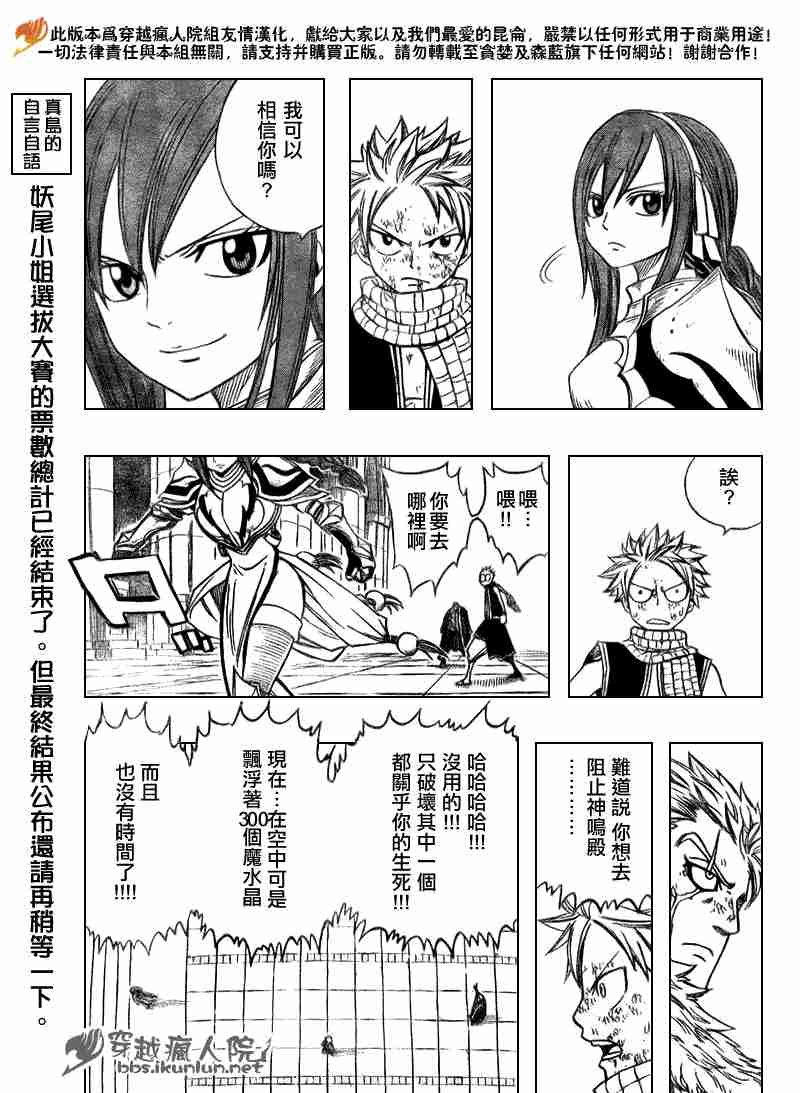 此版本爲穿越瘋人院組友情漢化，獻給大家以及我們最愛的昆侖，嚴禁以任何形式用于商業用途！
一切法律責任與本組無關，請支持并購買正版。請勿轉載至貪婪及森藍旗下任何網站！謝謝合作！
真島的
自言自語
妖尾小姐選拔大賽的票數總計已經結束了。但最終結果公布還請再稍等一下。
我可以
相信你嗎？
誒？
喂…
喂!!
你要去
哪裡啊
難道説 你想去
阻止神鳴殿
…………
哈哈哈哈!!!
沒用的!!!
只破壞其中一個
都關乎你的生死!!!
現在…在空中可是
飄浮著300個魔水晶
而且
也沒有時間了!!!!
穿越瘋人院
bbs.ikunlun.net